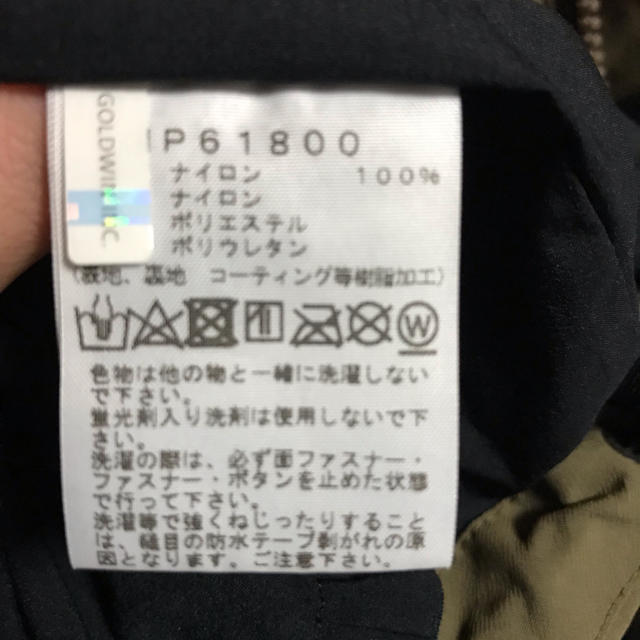 GOLDWIN
P61800
ナイロン 100%
ナイロン
ポリエステル
ポリウレタン
(表地、裏地 コーティング等樹脂加工)
W
色物は他の物と一緒に洗濯しない
で下さい。
蛍光剤入り洗剤は使用しないで下
さい。
洗濯の際は、必ず面ファスナー・
ファスナー・ボタンを止めた状態
で行って下さい。
洗濯等で強くねじったりすること
は、縫目の防水テープ剝がれの原
因となります。ご注意下さい。